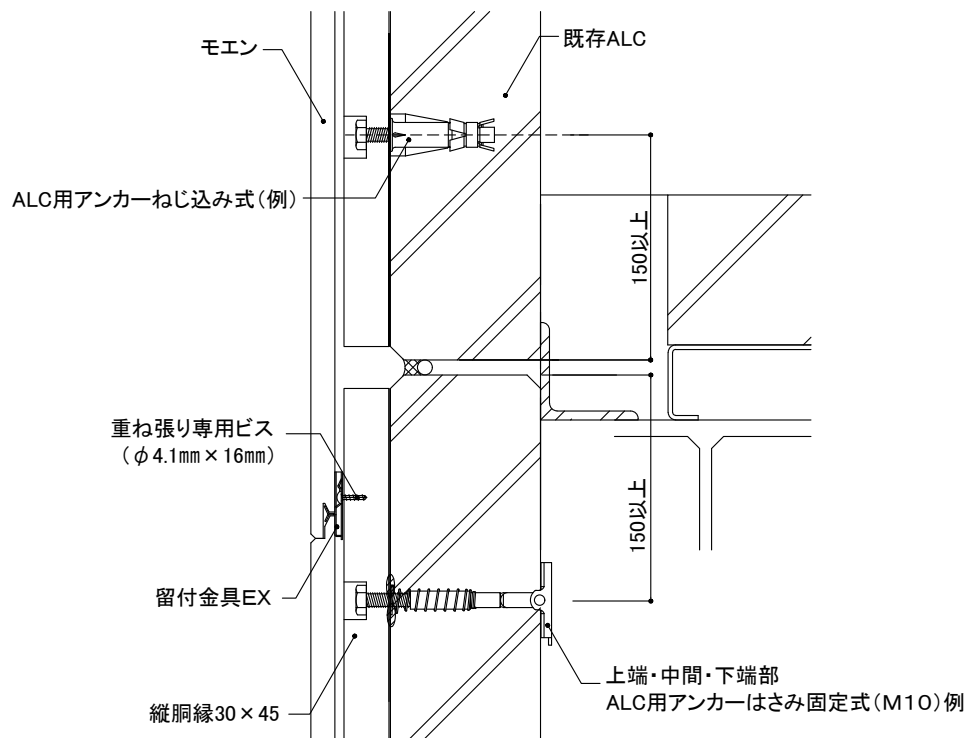 モエン
既存ALC
ALC用アンカーねじ込み式(例)
150以上
重ね張り専用ビス
(φ4.1mm×16mm)
150以上
留付金具EX
縦胴縁30×45
上端・中間・下端部
ALC用アンカーはさみ固定式(M10)例